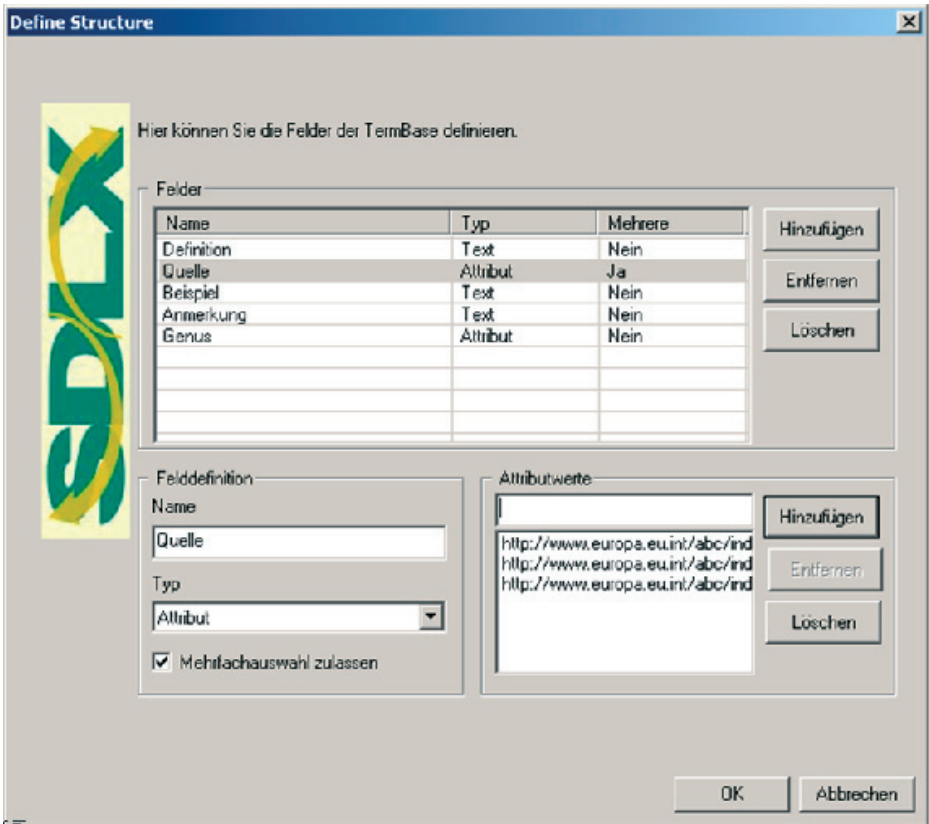 Define Structure
SDLX
Hier können Sie die Felder der TermBase definieren.
Felder
Name Typ Mehrere
Definition Text Nein
Quelle Attribut Ja
Beispiel Text Nein
Anmerkung Text Nein
Genus Attribut Nein
Hinzufügen
Entfernen
Löschen
Felddefinition
Name
Quelle
Typ
Attribut
Mehrfachauswahl zulassen
Attributwerte
http://www.europa.eu.int/abc/ind
http://www.europa.eu.int/abc/ind
http://www.europa.eu.int/abc/ind
Hinzufügen
Entfernen
Löschen
OK Abbrechen